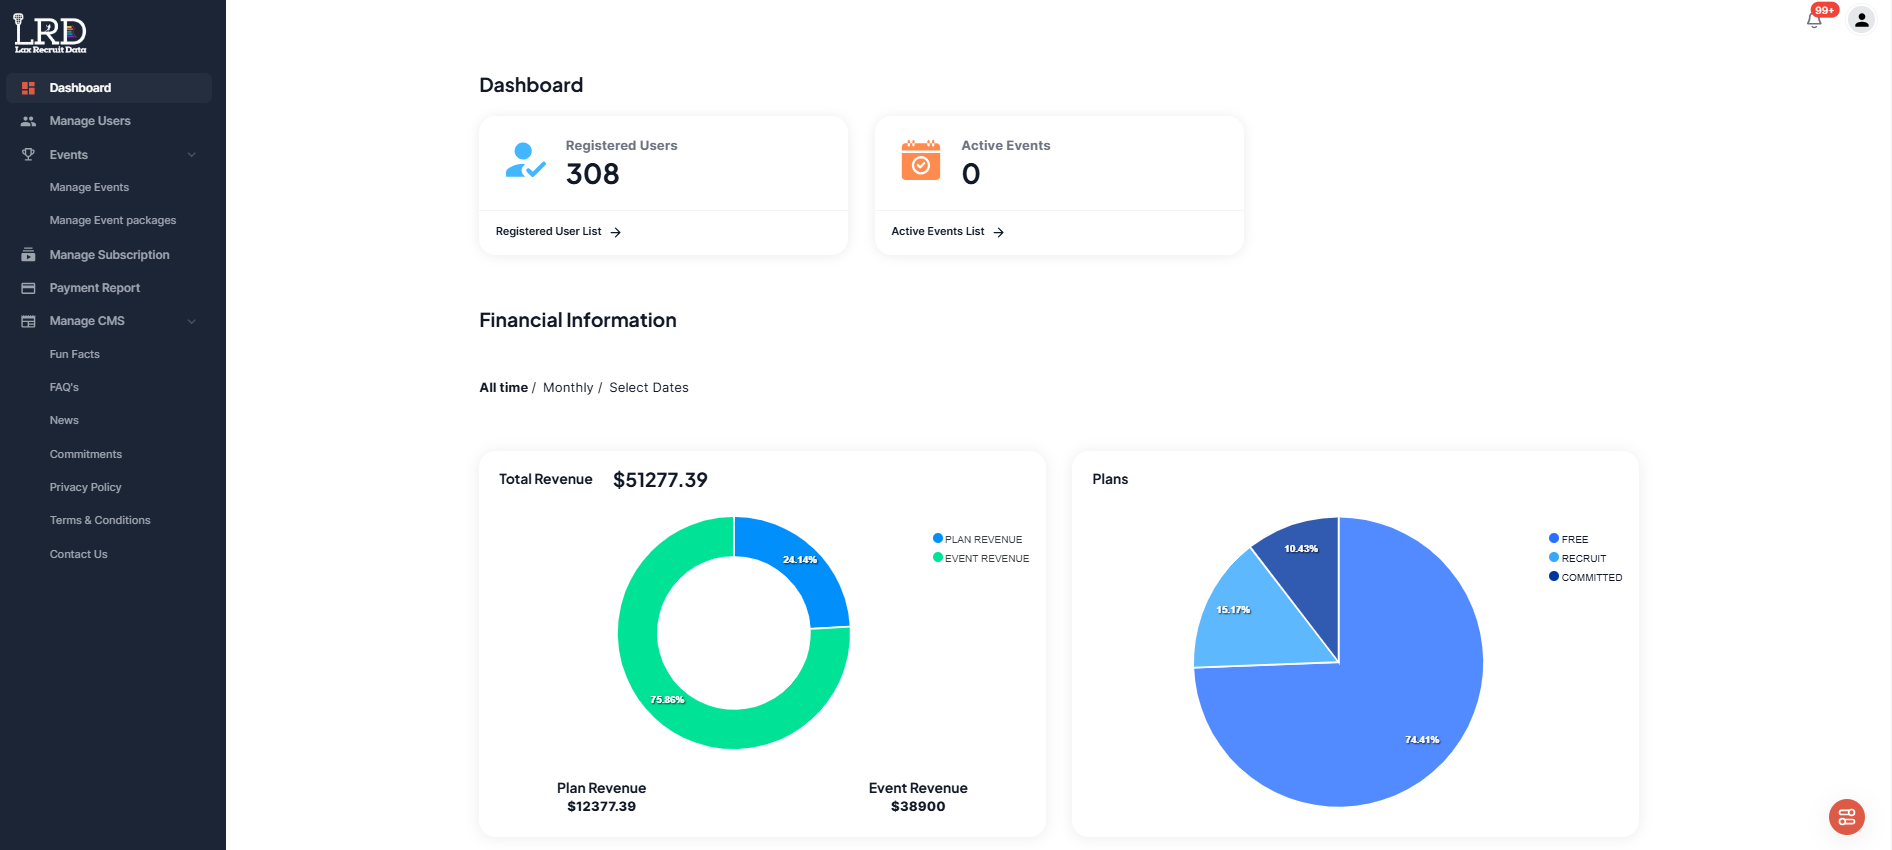 LRD
Lax Recruit Data
Dashboard
Manage Users
Events
Manage Events
Manage Event packages
Manage Subscription
Payment Report
Manage CMS
Fun Facts
FAQ's
News
Commitments
Privacy Policy
Terms & Conditions
Contact Us
99+
Dashboard
Registered Users
308
Registered User List
Active Events
0
Active Events List
Financial Information
All time / Monthly / Select Dates
Total Revenue $51277.39
PLAN REVENUE
EVENT REVENUE
24.14%
75.86%
Plan Revenue
$12377.39
Event Revenue
$38900
Plans
FREE
RECRUIT
COMMITTED
10.43%
15.17%
74.41%